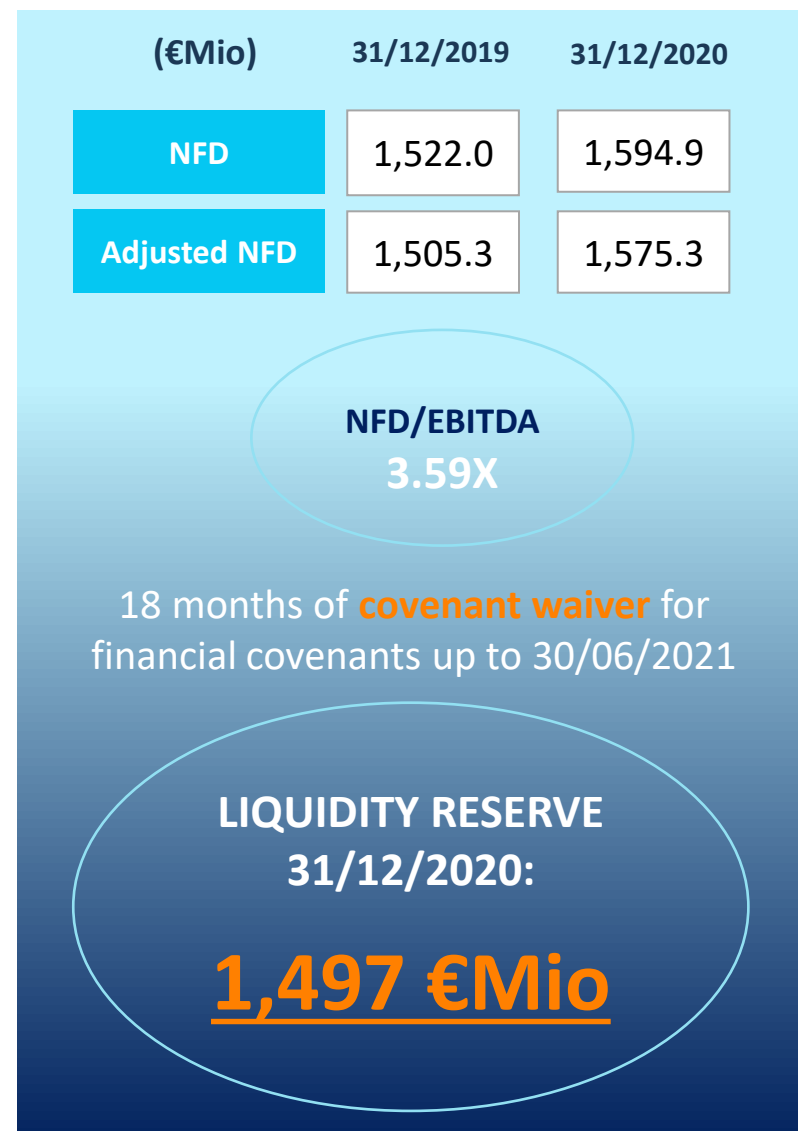 (€Mio) 31/12/2019 31/12/2020
NFD 1,522.0 1,594.9
Adjusted NFD 1,505.3 1,575.3
NFD/EBITDA
3.59X
18 months of covenant waiver for
financial covenants up to 30/06/2021
LIQUIDITY RESERVE
31/12/2020:
1,497 €Mio